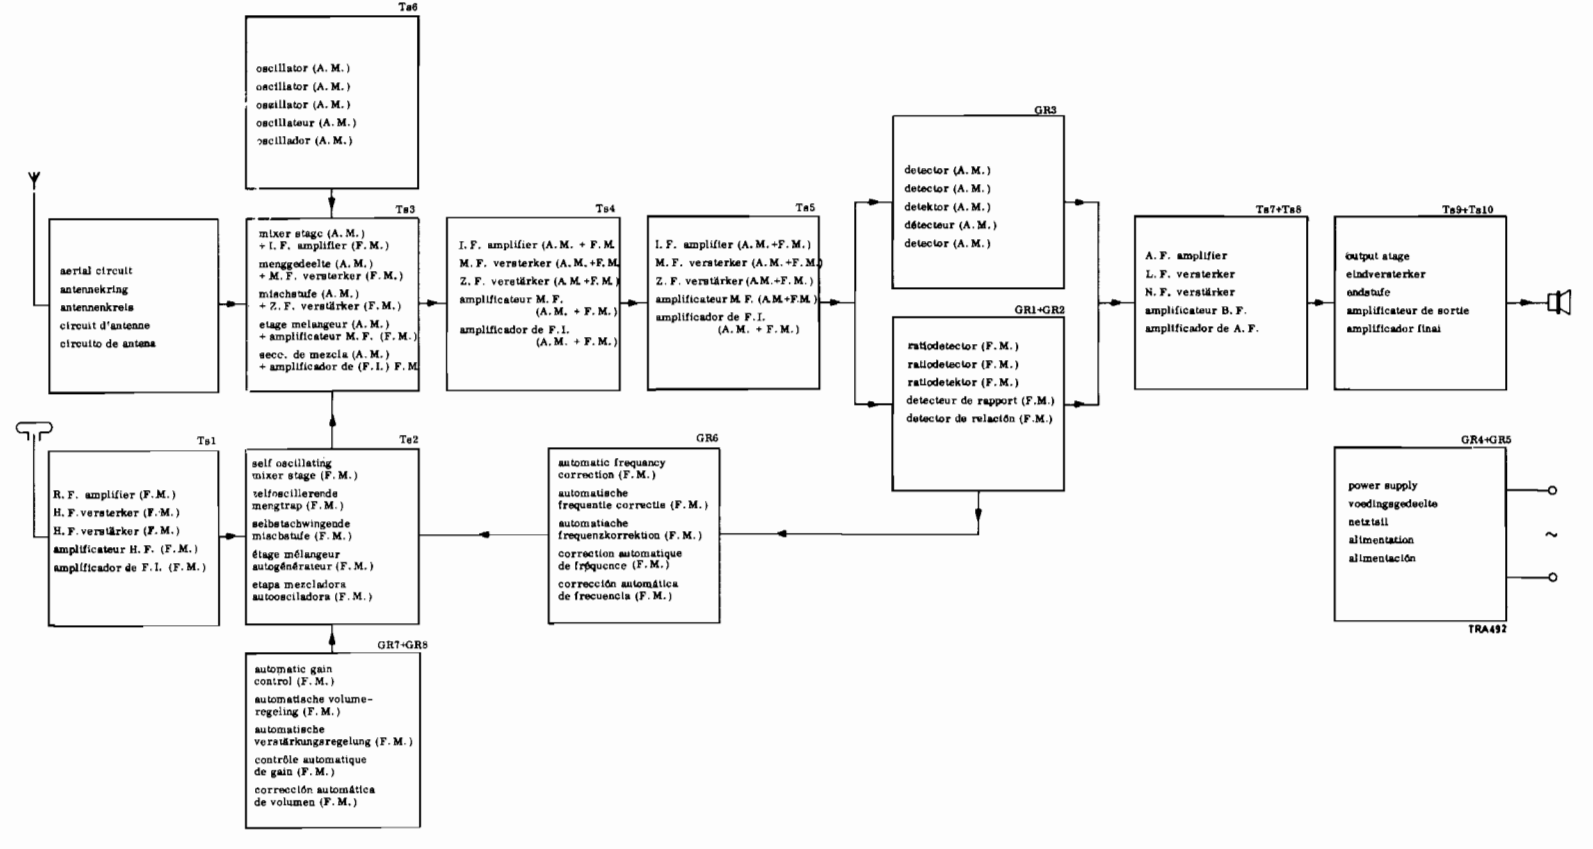 Ts6
oscillator (A.M.)
oscillator (A.M.)
oszillator (A.M.)
oscillateur (A.M.)
oscillador (A.M.)
aerial circuit
antennekring
antennenkreis
circuit d'antenne
circuito de antena
Ts3
mixer stage (A.M.)
+ I.F. amplifier (F.M.)
menggedeelte (A.M.)
+ M.F. versterker (F.M.)
mischstufe (A.M.)
+ Z.F. verstärker (F.M.)
etage melangeur (A.M.)
+ amplificateur M.F. (F.M.)
secc. de mezcla (A.M.)
+ amplificador de (F.I.) F.M
Ts4
I.F. amplifier (A.M. + F.M.
M.F. versterker (A.M.+F.M.
Z.F. verstärker (A.M.+F.M.)
amplificateur M.F.
(A.M. + F.M.)
amplificador de F.I.
(A.M. + F.M.)
Ts5
I.F. amplifier (A.M.+F.M.)
M.F. versterker (A.M.+F.M.)
Z.F. verstärker (A.M.+F.M.)
amplificateur M.F. (A.M.+F.M.)
amplificador de F.I.
(A.M. + F.M.)
GR3
detector (A.M.)
detector (A.M.)
detektor (A.M.)
détecteur (A.M.)
detector (A.M.)
GR1+GR2
ratiodetector (F.M.)
ratiodetector (F.M.)
ratiodetektor (F.M.)
detecteur de rapport (F.M.)
detector de relación (F.M.)
Ts7+Ts8
A.F. amplifier
L.F. versterker
N.F. verstärker
amplificateur B.F.
amplificador de A.F.
Ts9+Ts10
output stage
eindversterker
endstufe
amplificateur de sortie
amplificador final
Ts1
R.F. amplifier (F.M.)
H.F. versterker (F.M.)
H.F. verstärker (F.M.)
amplificateur H.F. (F.M.)
amplificador de F.I. (F.M.)
Ts2
self oscillating
mixer stage (F.M.)
zelfoscillerende
mengtrap (F.M.)
selbstschwingende
mischstufe (F.M.)
étage mélangeur
autogénérateur (F.M.)
etapa mezcladora
autoosciladora (F.M.)
GR6
automatic frequancy
correction (F.M.)
automatische
frequentie correctie (F.M.)
automatische
frequenzkorrektion (F.M.)
correction automatique
de fréquence (F.M.)
corrección automática
de frecuencia (F.M.)
GR4+GR5
power supply
voedingsgedeelte
netzteil
alimentation
alimentación
~
TRA492
GR7+GR8
automatic gain
control (F.M.)
automatische volume-
regeling (F.M.)
automatische
verstärkungsregelung (F.M.)
contrôle automatique
de gain (F.M.)
corrección automática
de volumen (F.M.)